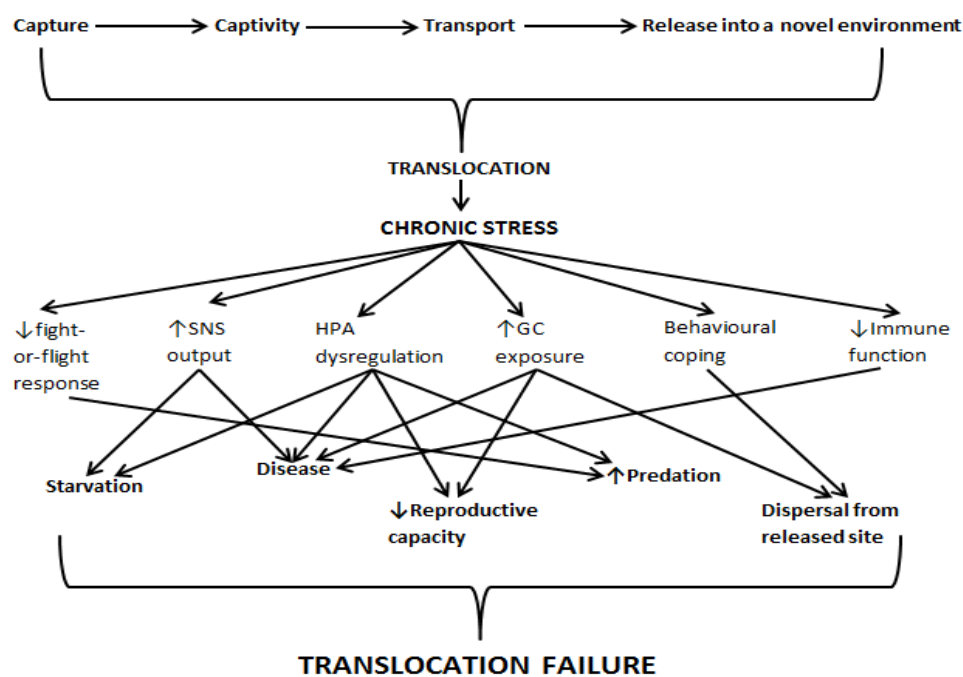 Capture Captivity Transport Release into a novel environment
TRANSLOCATION
CHRONIC STRESS
↓fight-
or-flight
response
↑SNS
output
HPA
dysregulation
↑GC
exposure
Behavioural
coping
↓Immune
function
Starvation
Disease
↓Reproductive
capacity
↑Predation
Dispersal from
released site
TRANSLOCATION FAILURE